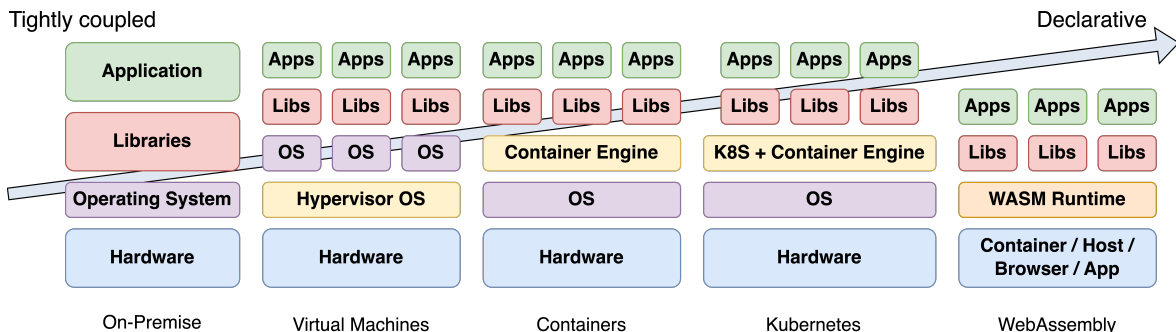 Tightly coupled
Declarative
Application
Libraries
Operating System
Hardware
On-Premise
Apps Apps Apps
Libs Libs Libs
OS OS OS
Hypervisor OS
Hardware
Virtual Machines
Apps Apps Apps
Libs Libs Libs
Container Engine
OS
Hardware
Containers
Apps Apps Apps
Libs Libs Libs
K8S + Container Engine
OS
Hardware
Kubernetes
Apps Apps Apps
Libs Libs Libs
WASM Runtime
Container / Host /
Browser / App
WebAssembly